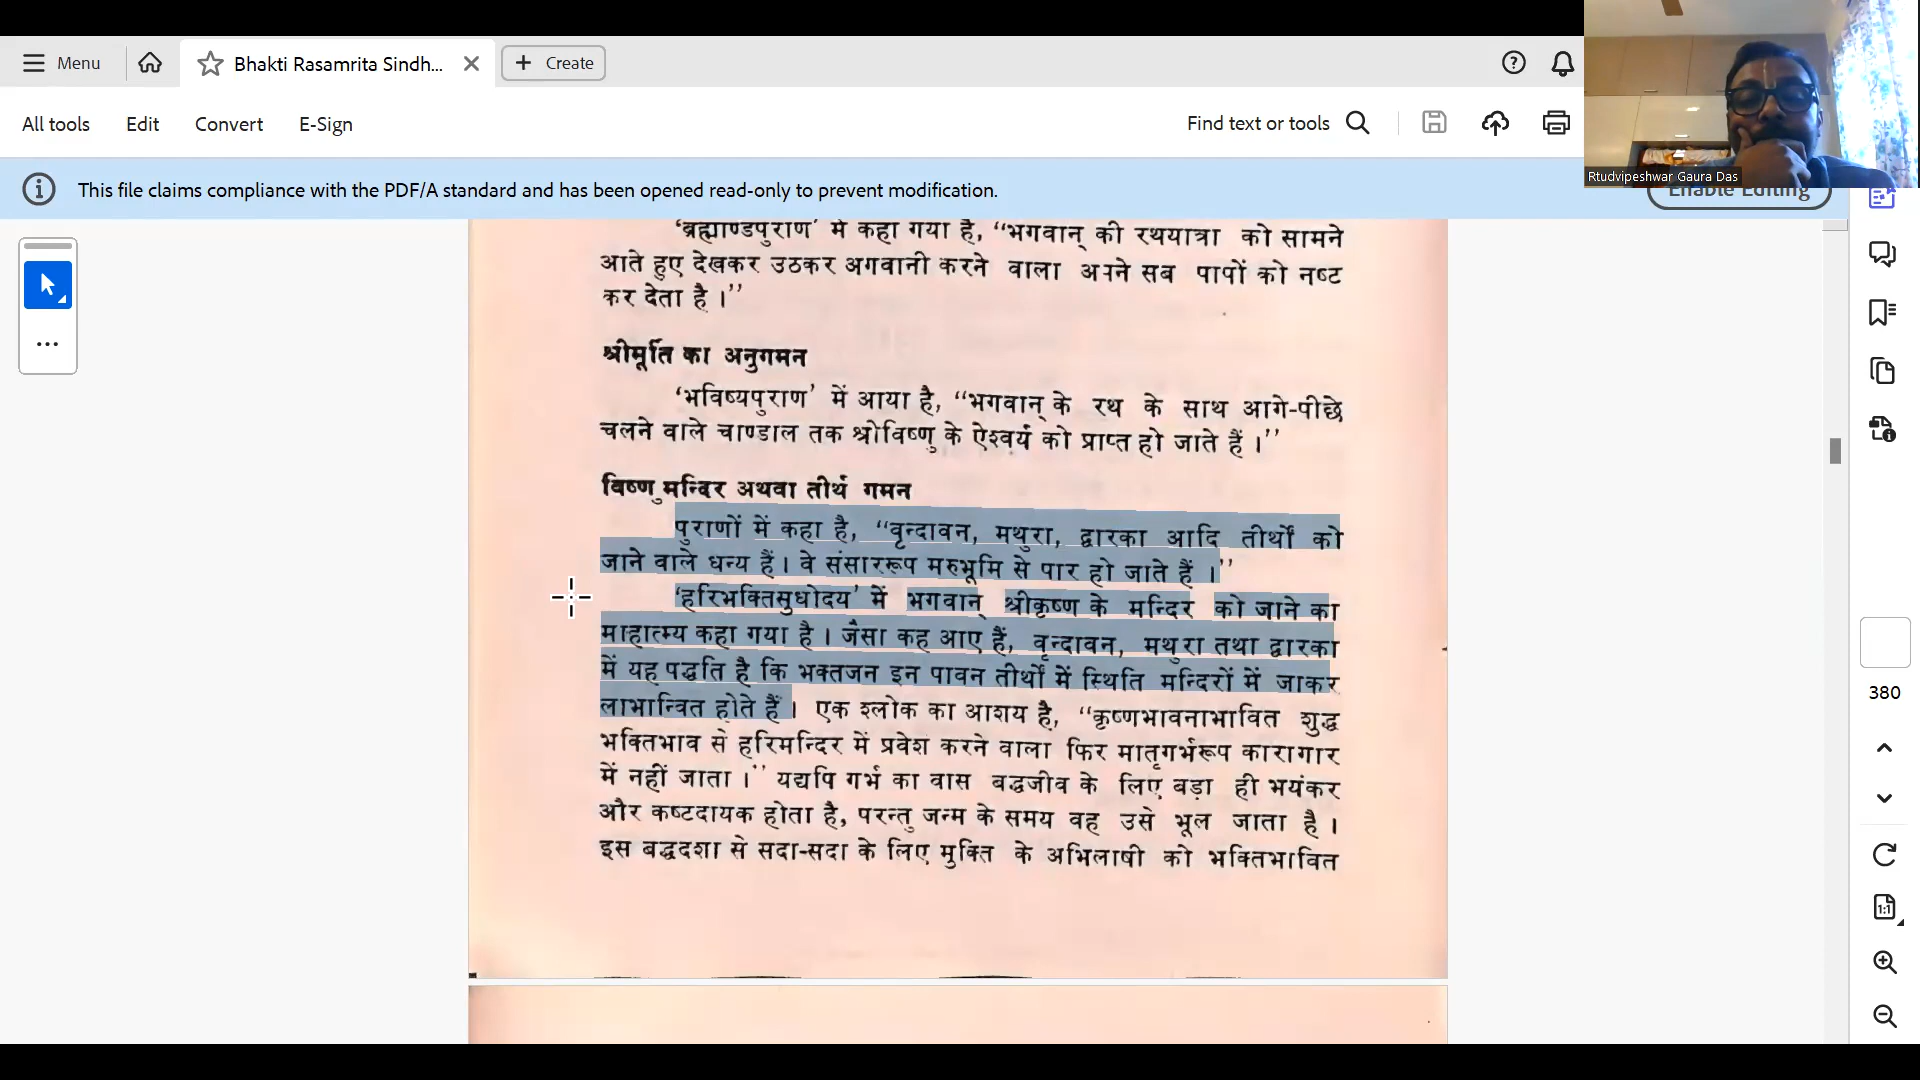 Menu
Bhakti Rasamrita Sindh...
Create
All tools
Edit
Convert
E-Sign
Find text or tools
This file claims compliance with the PDF/A standard and has been opened read-only to prevent modification.
Enable Editing
Rtudvipeshwar Gaura Das
‘ब्रह्माण्डपुराण’ में कहा गया है, “भगवान् की रथयात्रा को सामने
आते हुए देखकर उठकर अगवानी करने वाला अपने सब पापों को नष्ट
कर देता है ।”
श्रीमूर्ति का अनुगमन
‘भविष्यपुराण’ में आया है, “भगवान् के रथ के साथ आगे-पीछे
चलने वाले चाण्डाल तक श्रीविष्णु के ऐश्वर्य को प्राप्त हो जाते हैं ।”
विष्णु मन्दिर अथवा तीर्थ गमन
पुराणों में कहा है, “वृन्दावन, मथुरा, द्वारका आदि तीर्थों को
जाने वाले धन्य हैं । वे संसाररूप मरुभूमि से पार हो जाते हैं ।”
‘हरिभक्तिसुधोदय’ में भगवान् श्रीकृष्ण के मन्दिर को जाने का
माहात्म्य कहा गया है । जैसा कह आए हैं, वृन्दावन, मथुरा तथा द्वारका
में यह पद्धति है कि भक्तजन इन पावन तीर्थों में स्थिति मन्दिरों में जाकर
लाभान्वित होते हैं । एक श्लोक का आशय है, “कृष्णभावनाभावित शुद्ध
भक्तिभाव से हरिमन्दिर में प्रवेश करने वाला फिर मातृगर्भरूप कारागार
में नहीं जाता ।” यद्यपि गर्भ का वास बद्धजीव के लिए बड़ा ही भयंकर
और कष्टदायक होता है, परन्तु जन्म के समय वह उसे भूल जाता है ।
इस बद्धदशा से सदा-सदा के लिए मुक्ति के अभिलाषी को भक्तिभावित
380
1:1